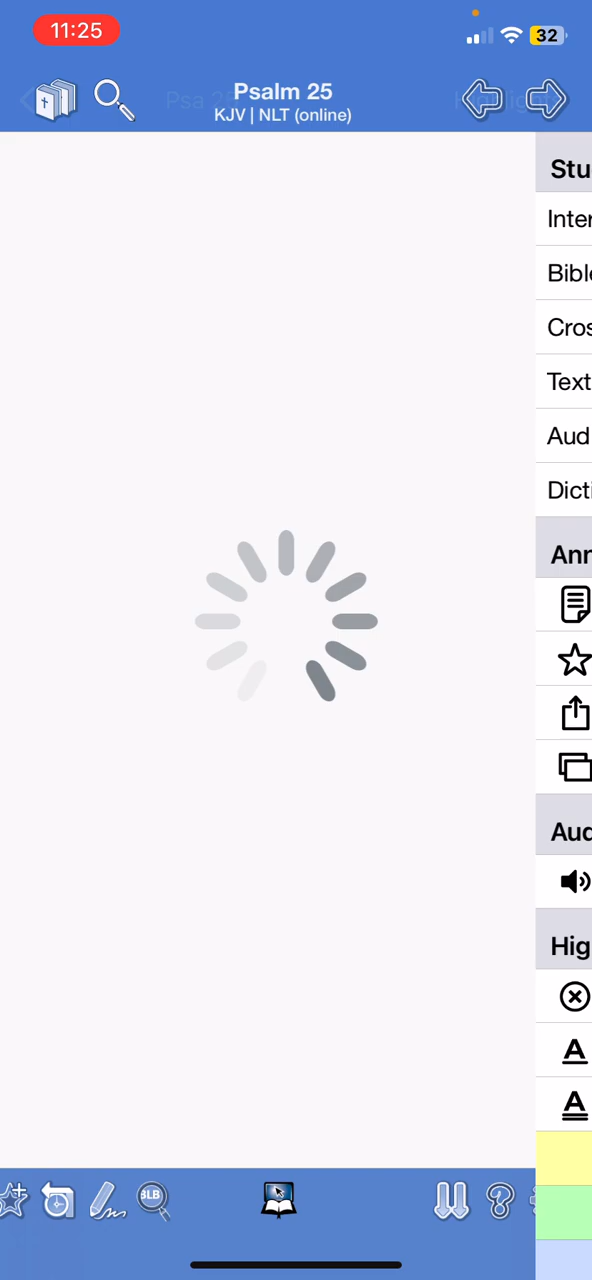 11:25
32
Psalm 25
KJV | NLT (online)
Stu
Inter
Bible
Cros
Text
Aud
Dicti
Ann
Aud
Hig
A
A
BLB